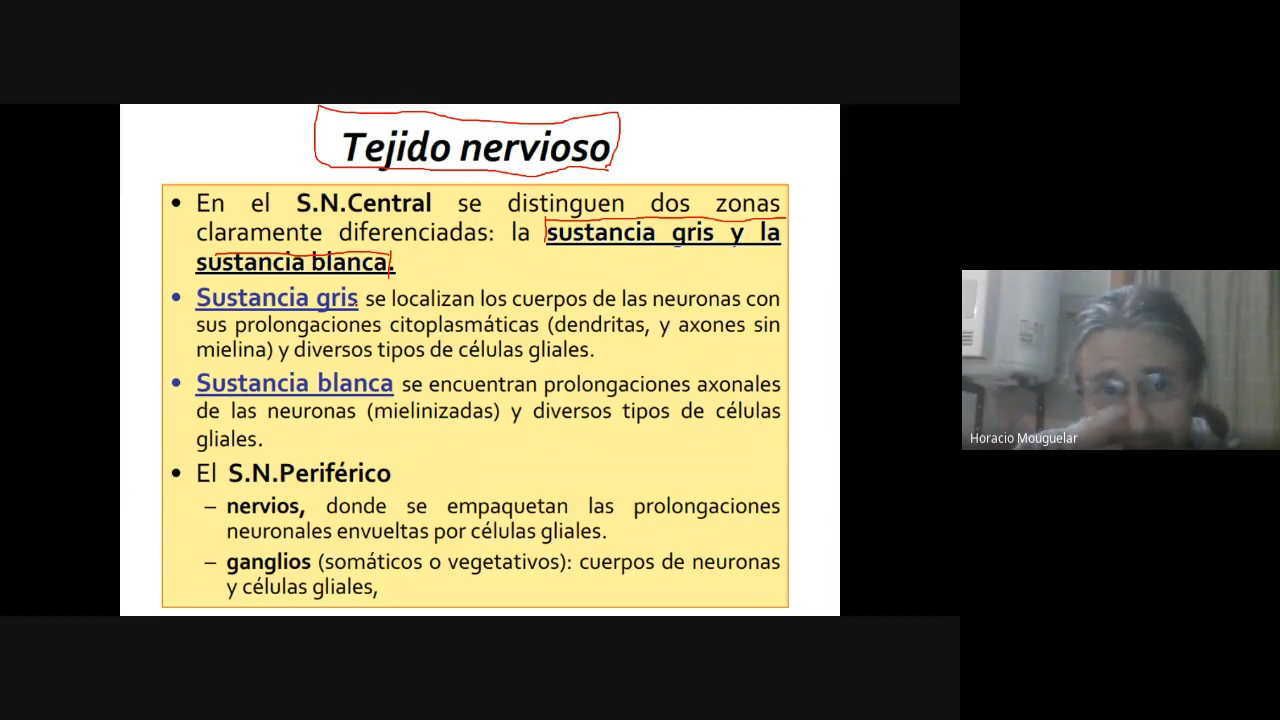 Tejido nervioso
• En el S.N.Central se distinguen dos zonas
claramente diferenciadas: la sustancia gris y la
sustancia blanca.
• Sustancia gris se localizan los cuerpos de las neuronas con
sus prolongaciones citoplasmáticas (dendritas, y axones sin
mielina) y diversos tipos de células gliales.
• Sustancia blanca se encuentran prolongaciones axonales
de las neuronas (mielinizadas) y diversos tipos de células
gliales.
• El S.N.Periférico
– nervios, donde se empaquetan las prolongaciones
neuronales envueltas por células gliales.
– ganglios (somáticos o vegetativos): cuerpos de neuronas
y células gliales,
Horacio Mouguelar